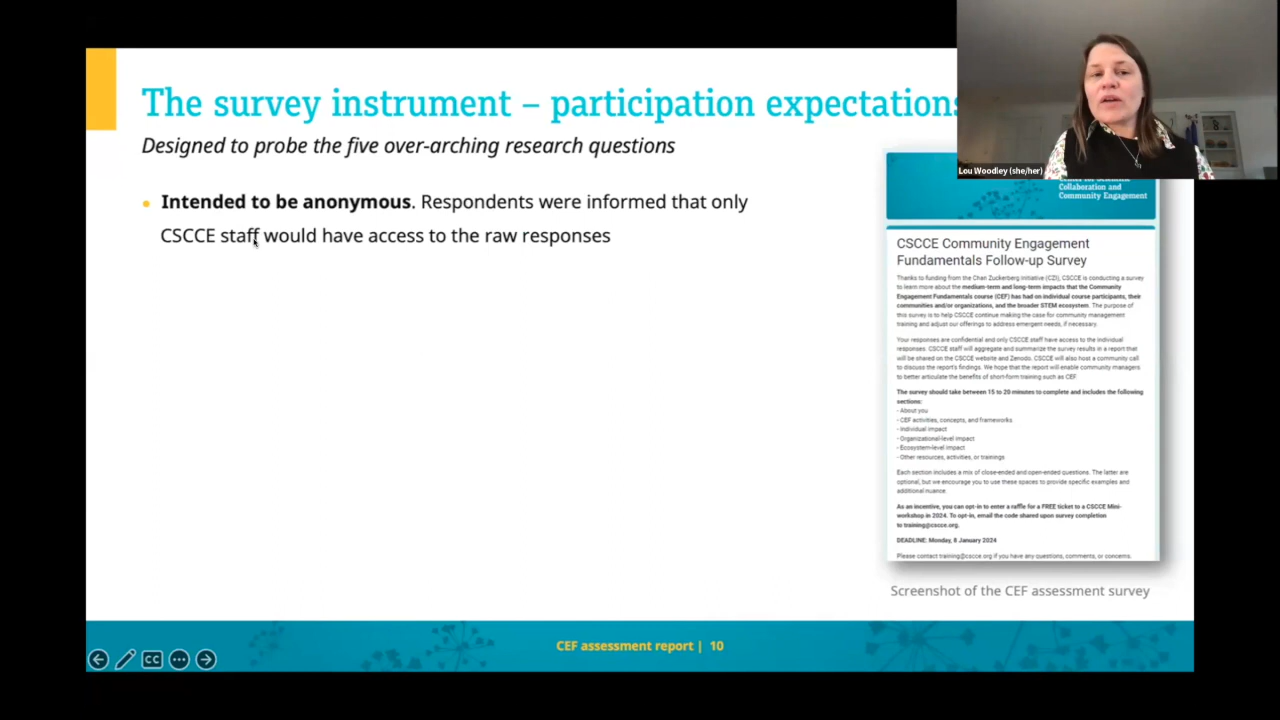 The survey instrument – participation expectations
Designed to probe the five over-arching research questions
Intended to be anonymous. Respondents were informed that only
CSCCE staff would have access to the raw responses
Lou Woodley (she/her)
Collaboration and
Community Engagement
CSCCE Community Engagement
Fundamentals Follow-up Survey
Thanks to funding from the Chan Zuckerberg Initiative (CZI), CSCCE is conducting a survey
to learn more about the medium-term and long-term impacts that the Community
Engagement Fundamentals course (CEF) has had on individual course participants, their
communities and/or organizations, and the broader STEM ecosystem. The purpose of
this survey is to help CSCCE continue making the case for community management
training and adjust our offerings to address emergent needs, if necessary.
Your responses are confidential and only CSCCE staff have access to the individual
responses. CSCCE staff will aggregate and summarize the survey results in a report that
will be shared on the CSCCE website and Zenodo. CSCCE will also host a community call
to discuss the report's findings. We hope that the report will enable community managers
to better articulate the benefits of short-form training such as CEF
The survey should take between 15 to 20 minutes to complete and includes the following
sections:
- About you
- CEF activities, concepts, and frameworks
- Individual impact
- Organizational-level impact
- Ecosystem-level impact
- Other resources, activities, or trainings
Each section includes a mix of close-ended and open-ended questions. The latter are
optional, but we encourage you to use these spaces to provide specific examples and
additional nuance.
As an incentive, you can opt-in to enter a raffle for a FREE ticket to a CSCCE Mini-
workshop in 2024. To opt-in, email the code shared upon survey completion
to training@cscce.org.
DEADLINE: Monday, 8 January 2024
Please contact training@cscce.org if you have any questions, comments, or concerns.
Screenshot of the CEF assessment survey
CEF assessment report | 10
CC